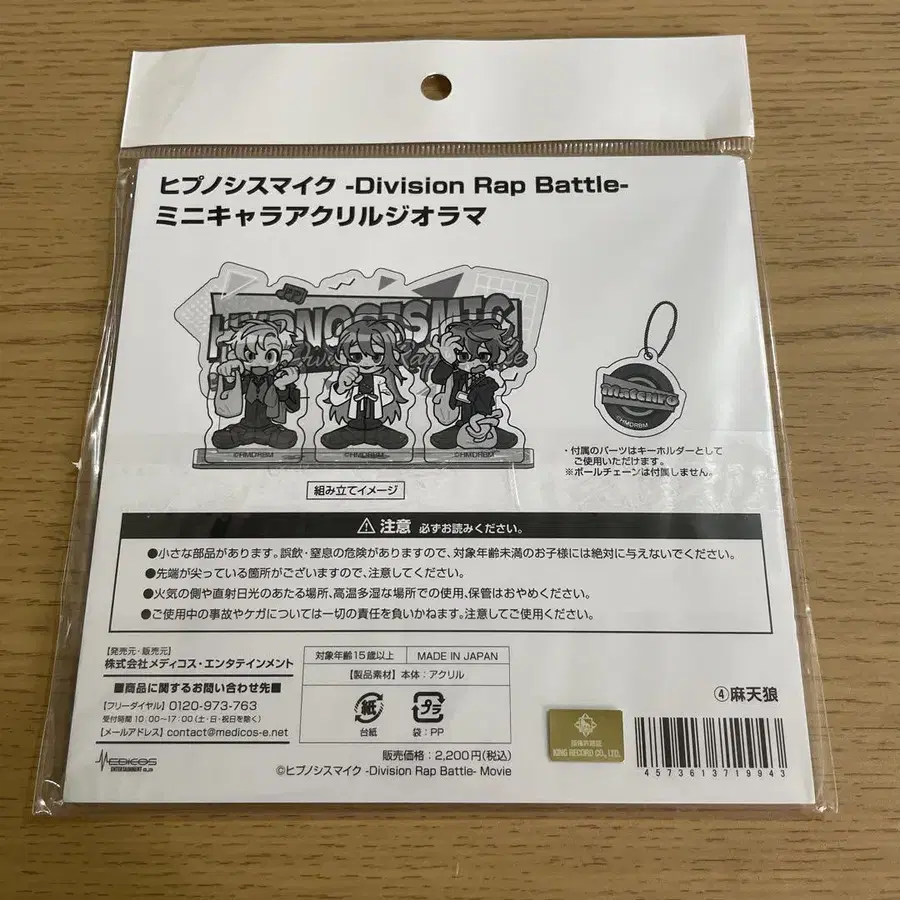 ヒプノシスマイク -Division Rap Battle-
ミニキャラアクリルジオラマ
HYPNOSISMIC
Rap
©HMDRBM
©HMDRBM
©HMDRBM
matenro
©HMDRBM
・付属のパーツはキーホルダーとして
ご使用いただけます。
※ボールチェーンは付属しません。
組み立てイメージ
注意 必ずお読みください。
●小さな部品があります。誤飲・窒息の危険がありますので、対象年齢未満のお子様には絶対に与えないでください。
●先端が尖っている箇所がございますので、注意してください。
●火気の側や直射日光のあたる場所、高温多湿な場所での使用、保管はおやめください。
●ご使用中の事故やケガについては一切の責任を負いかねます。注意してご使用ください。
【発売元・販売元】
株式会社メディコス・エンタテインメント
■商品に関するお問い合わせ先■
【フリーダイヤル】0120-973-763
受付時間 10:00〜17:00(土・日・祝日を除く)
【メールアドレス】contact@medicos-e.net
MEDICOS
ENTERTAINMENT
対象年齢15歳以上 MADE IN JAPAN
【製品素材】本体:アクリル
紙 プラ
台紙 袋:PP
販売価格:2,200円(税込)
©ヒプノシスマイク -Division Rap Battle- Movie
④麻天狼
KING RECORD CO., LTD.
4573613719943